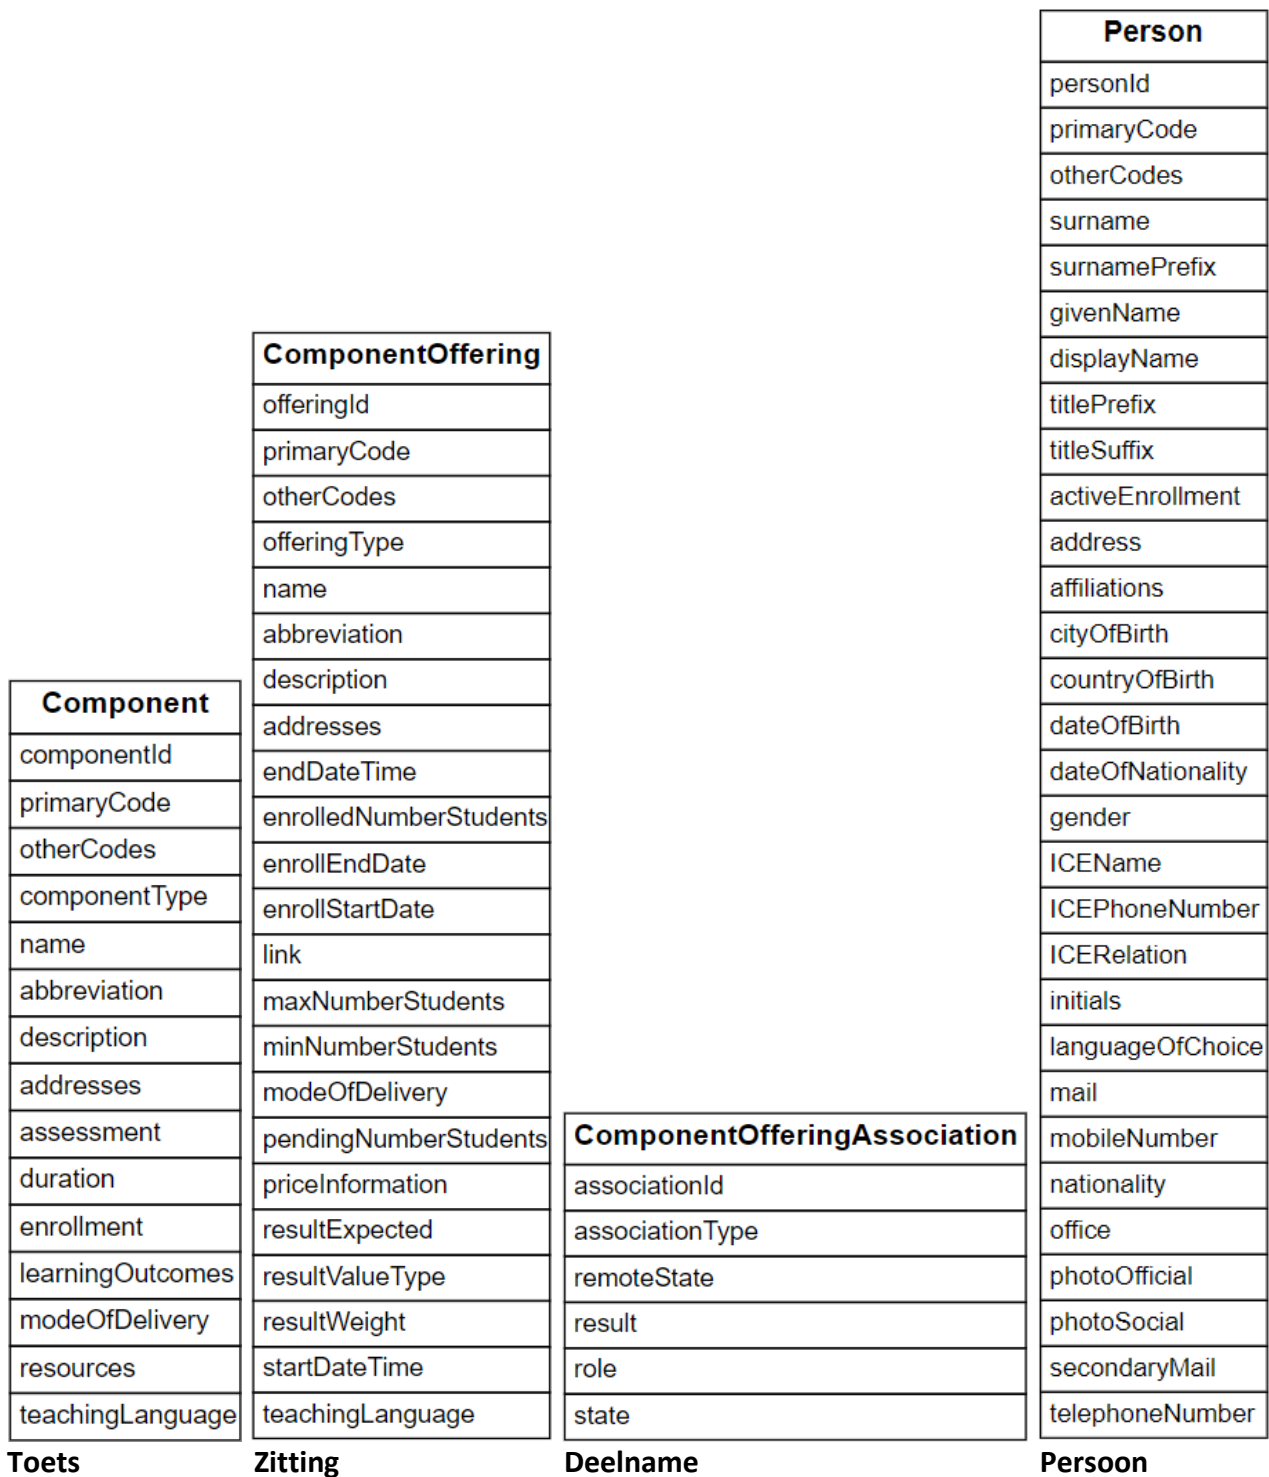 Component
componentId
primaryCode
otherCodes
componentType
name
abbreviation
description
addresses
assessment
duration
enrollment
learningOutcomes
modeOfDelivery
resources
teachingLanguage
Toets
ComponentOffering
offeringId
primaryCode
otherCodes
offeringType
name
abbreviation
description
addresses
endDateTime
enrolledNumberStudents
enrollEndDate
enrollStartDate
link
maxNumberStudents
minNumberStudents
modeOfDelivery
pendingNumberStudents
priceInformation
resultExpected
resultValueType
resultWeight
startDateTime
teachingLanguage
Zitting
ComponentOfferingAssociation
associationId
associationType
remoteState
result
role
state
Deelname
Person
personId
primaryCode
otherCodes
surname
surnamePrefix
givenName
displayName
titlePrefix
titleSuffix
activeEnrollment
address
affiliations
cityOfBirth
countryOfBirth
dateOfBirth
dateOfNationality
gender
ICEName
ICEPhoneNumber
ICERelation
initials
languageOfChoice
mail
mobileNumber
nationality
office
photoOfficial
photoSocial
secondaryMail
telephoneNumber
Persoon